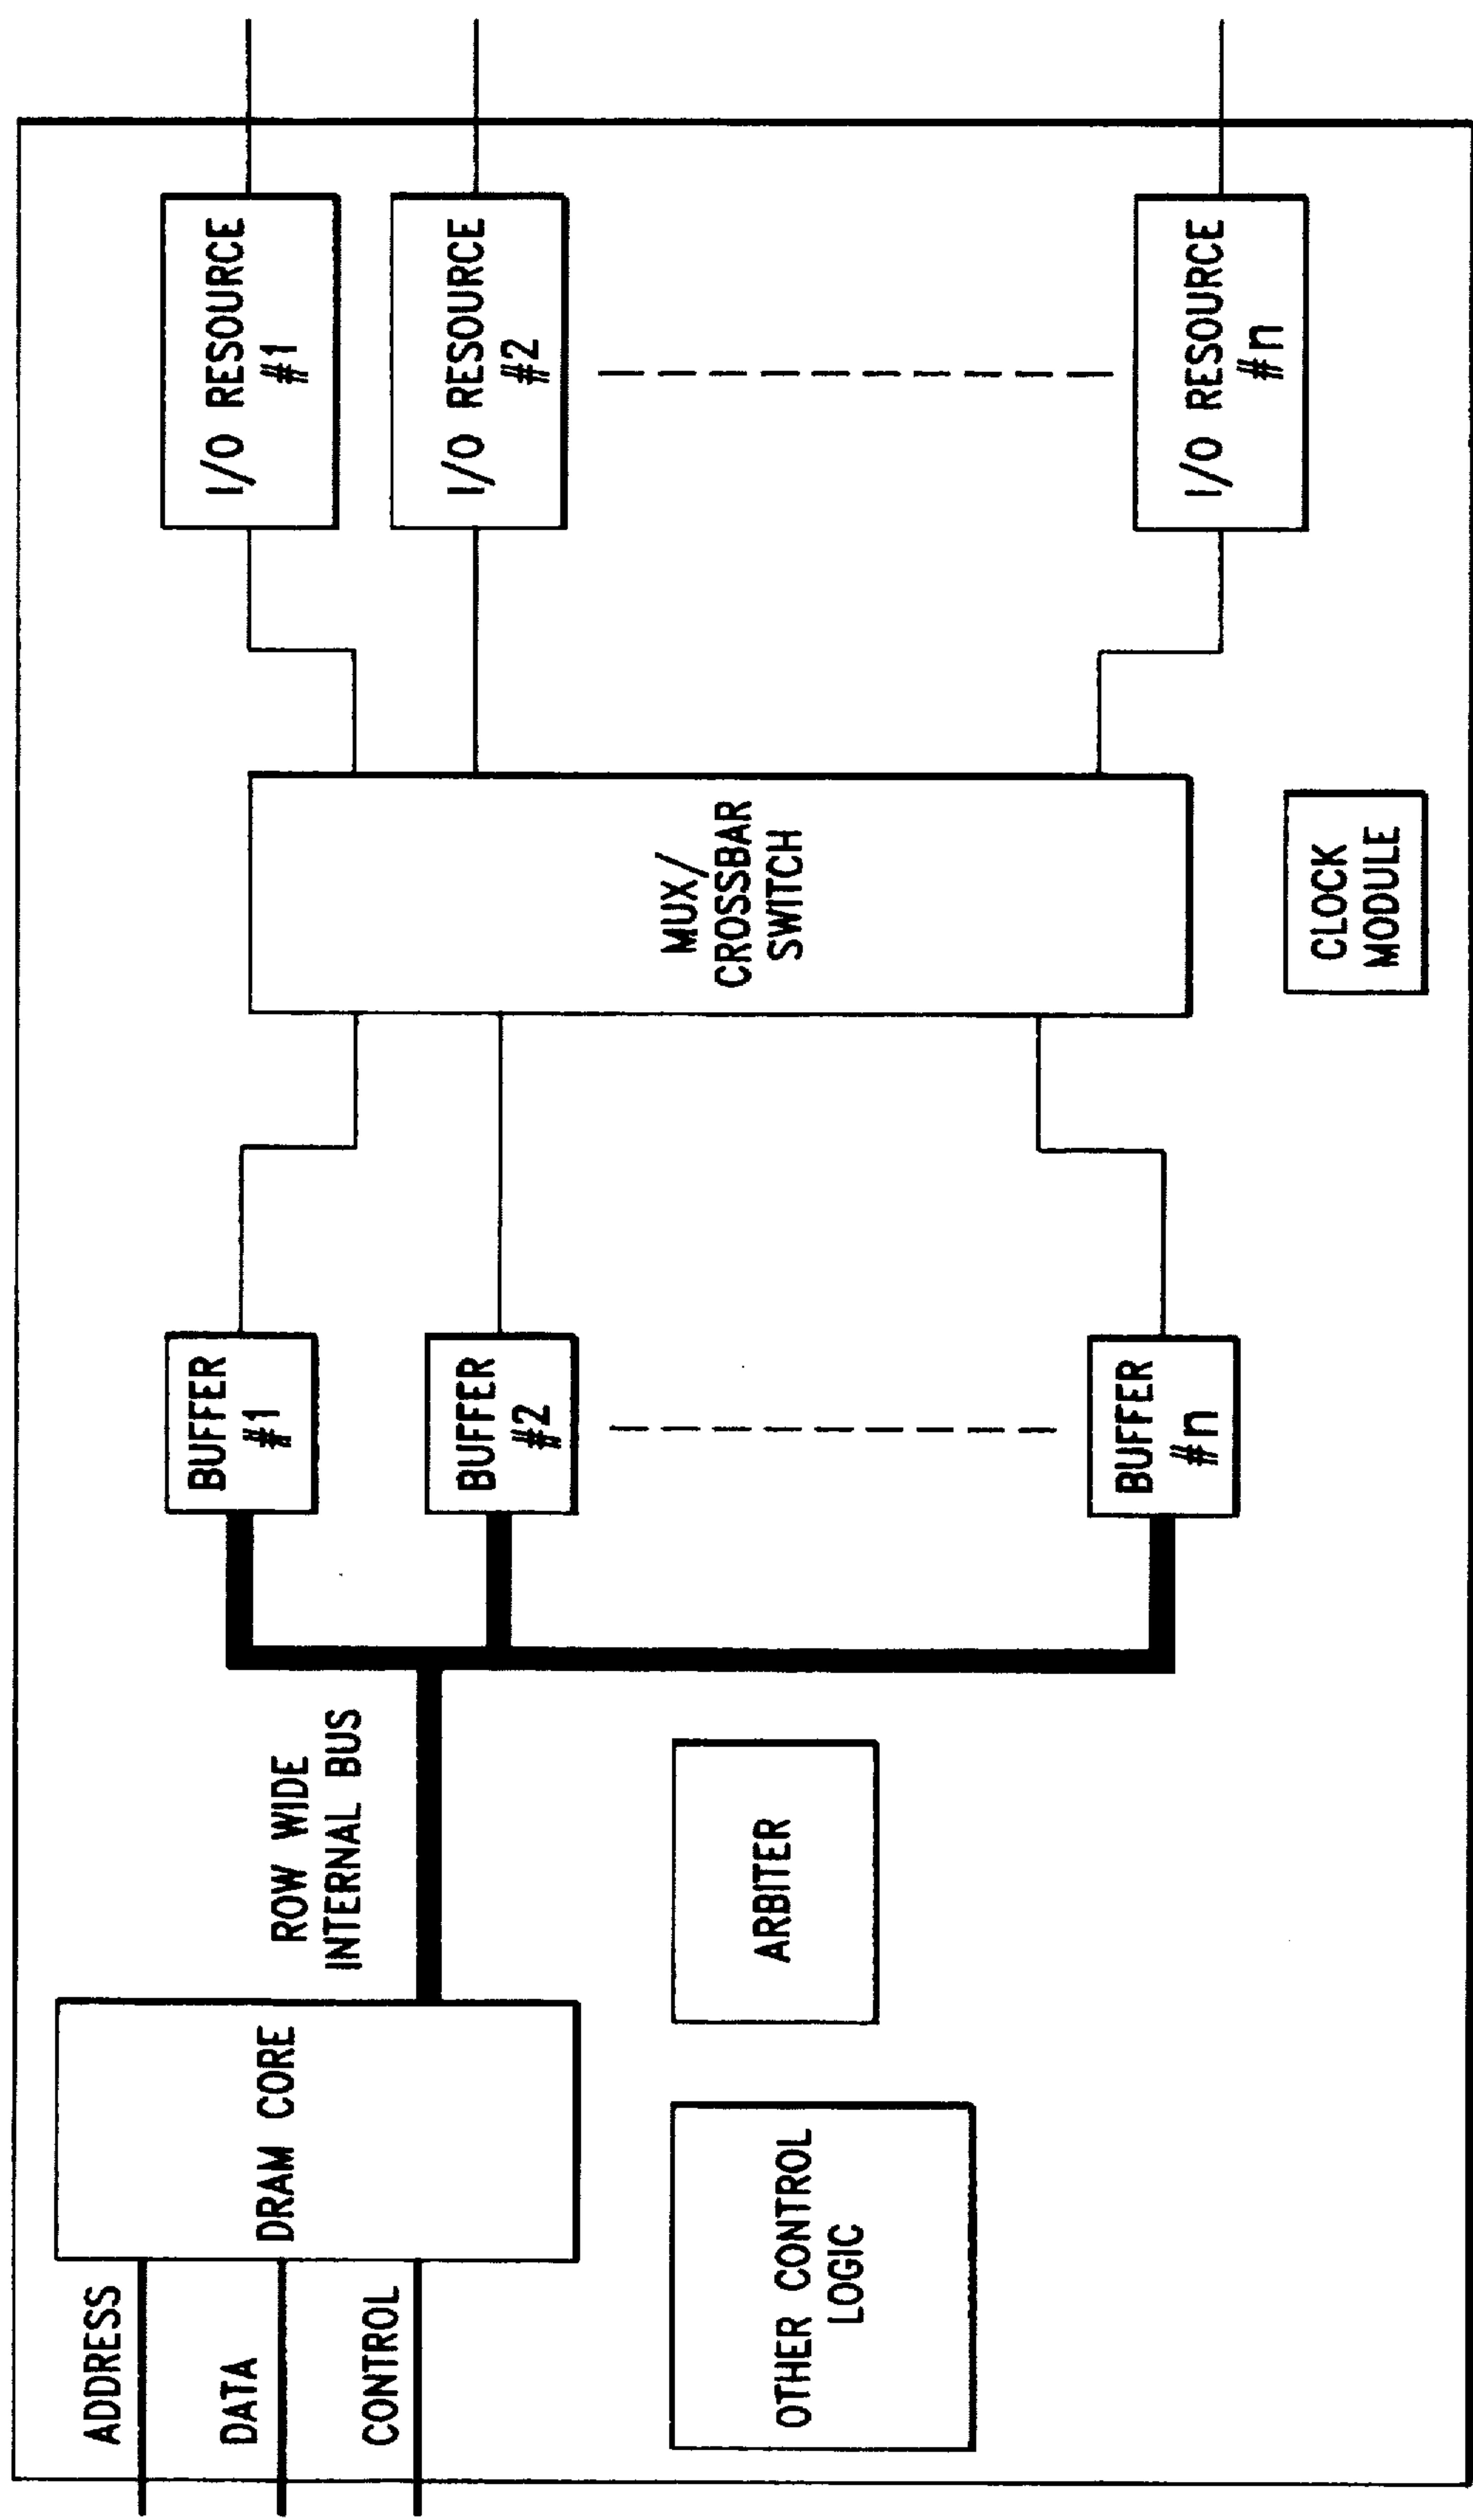 ADDRESS
DATA
CONTROL
DRAM CORE
ROW WIDE
INTERNAL BUS
OTHER CONTROL
LOGIC
ARBITER
BUFFER
#1
BUFFER
#2
BUFFER
#n
MUX/
CROSSBAR
SWITCH
CLOCK
MODULE
I/O RESOURCE
#1
I/O RESOURCE
#2
I/O RESOURCE
#n